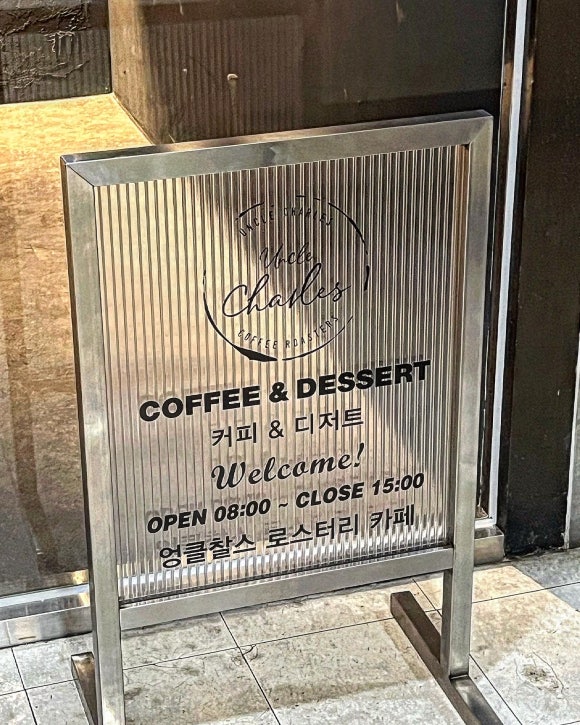 UNCLE CHARLES
Uncle
Charles
COFFEE ROASTERS
COFFEE & DESSERT
커피 & 디저트
Welcome!
OPEN 08:00 ~ CLOSE 15:00
엉클찰스 로스터리 카페